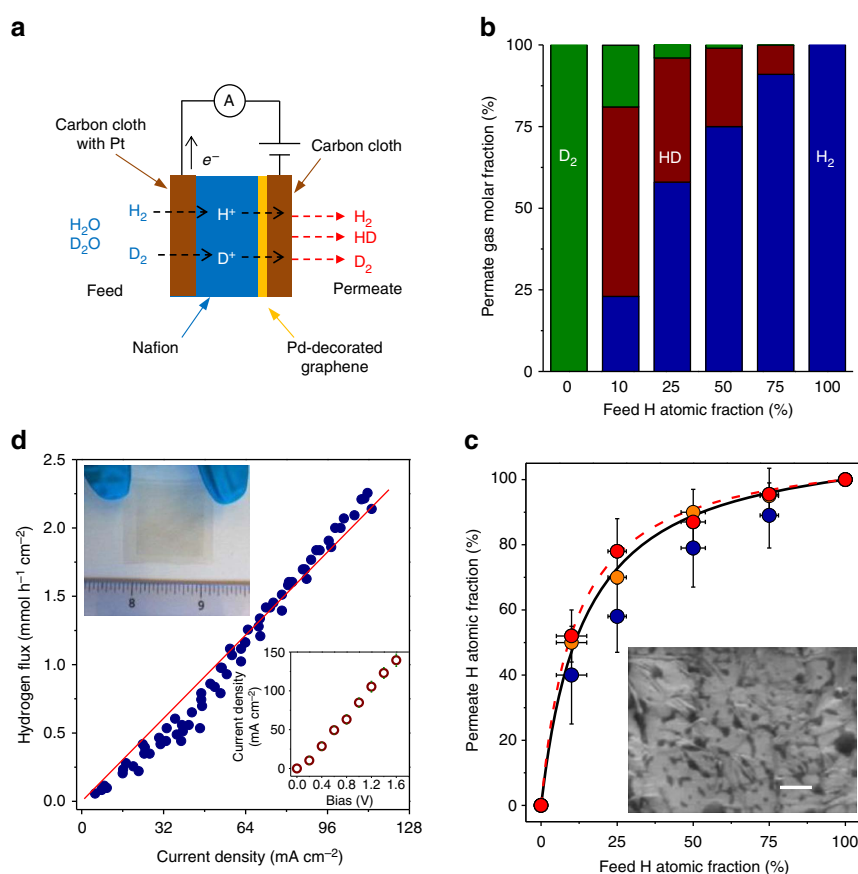 a
A
Carbon cloth
with Pt
e⁻
Carbon cloth
H₂O
D₂O
H₂
D₂
H⁺
D⁺
H₂
HD
D₂
Feed
Permeate
Nafion
Pd-decorated
graphene
b
Permate gas molar fraction (%)
100
75
50
25
0
D₂
HD
H₂
0 10 25 50 75 100
Feed H atomic fraction (%)
d
Hydrogen flux (mmol h⁻¹ cm⁻²)
2.5
2.0
1.5
1.0
0.5
0.0
8 9
Current density
(mA cm⁻²)
150
100
50
0
0.0 0.4 0.8 1.2 1.6
Bias (V)
0 32 64 96 128
Current density (mA cm⁻²)
c
Permeate H atomic fraction (%)
100
80
60
40
20
0
0 25 50 75 100
Feed H atomic fraction (%)